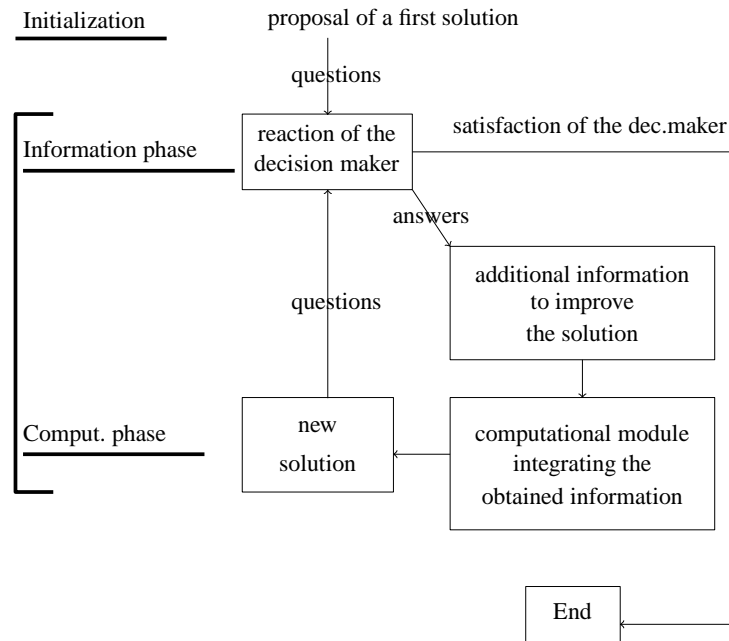 Initialization
proposal of a first solution
questions
reaction of the
decision maker
satisfaction of the dec.maker
Information phase
answers
additional information
to improve
the solution
questions
Comput. phase
new
solution
computational module
integrating the
obtained information
End